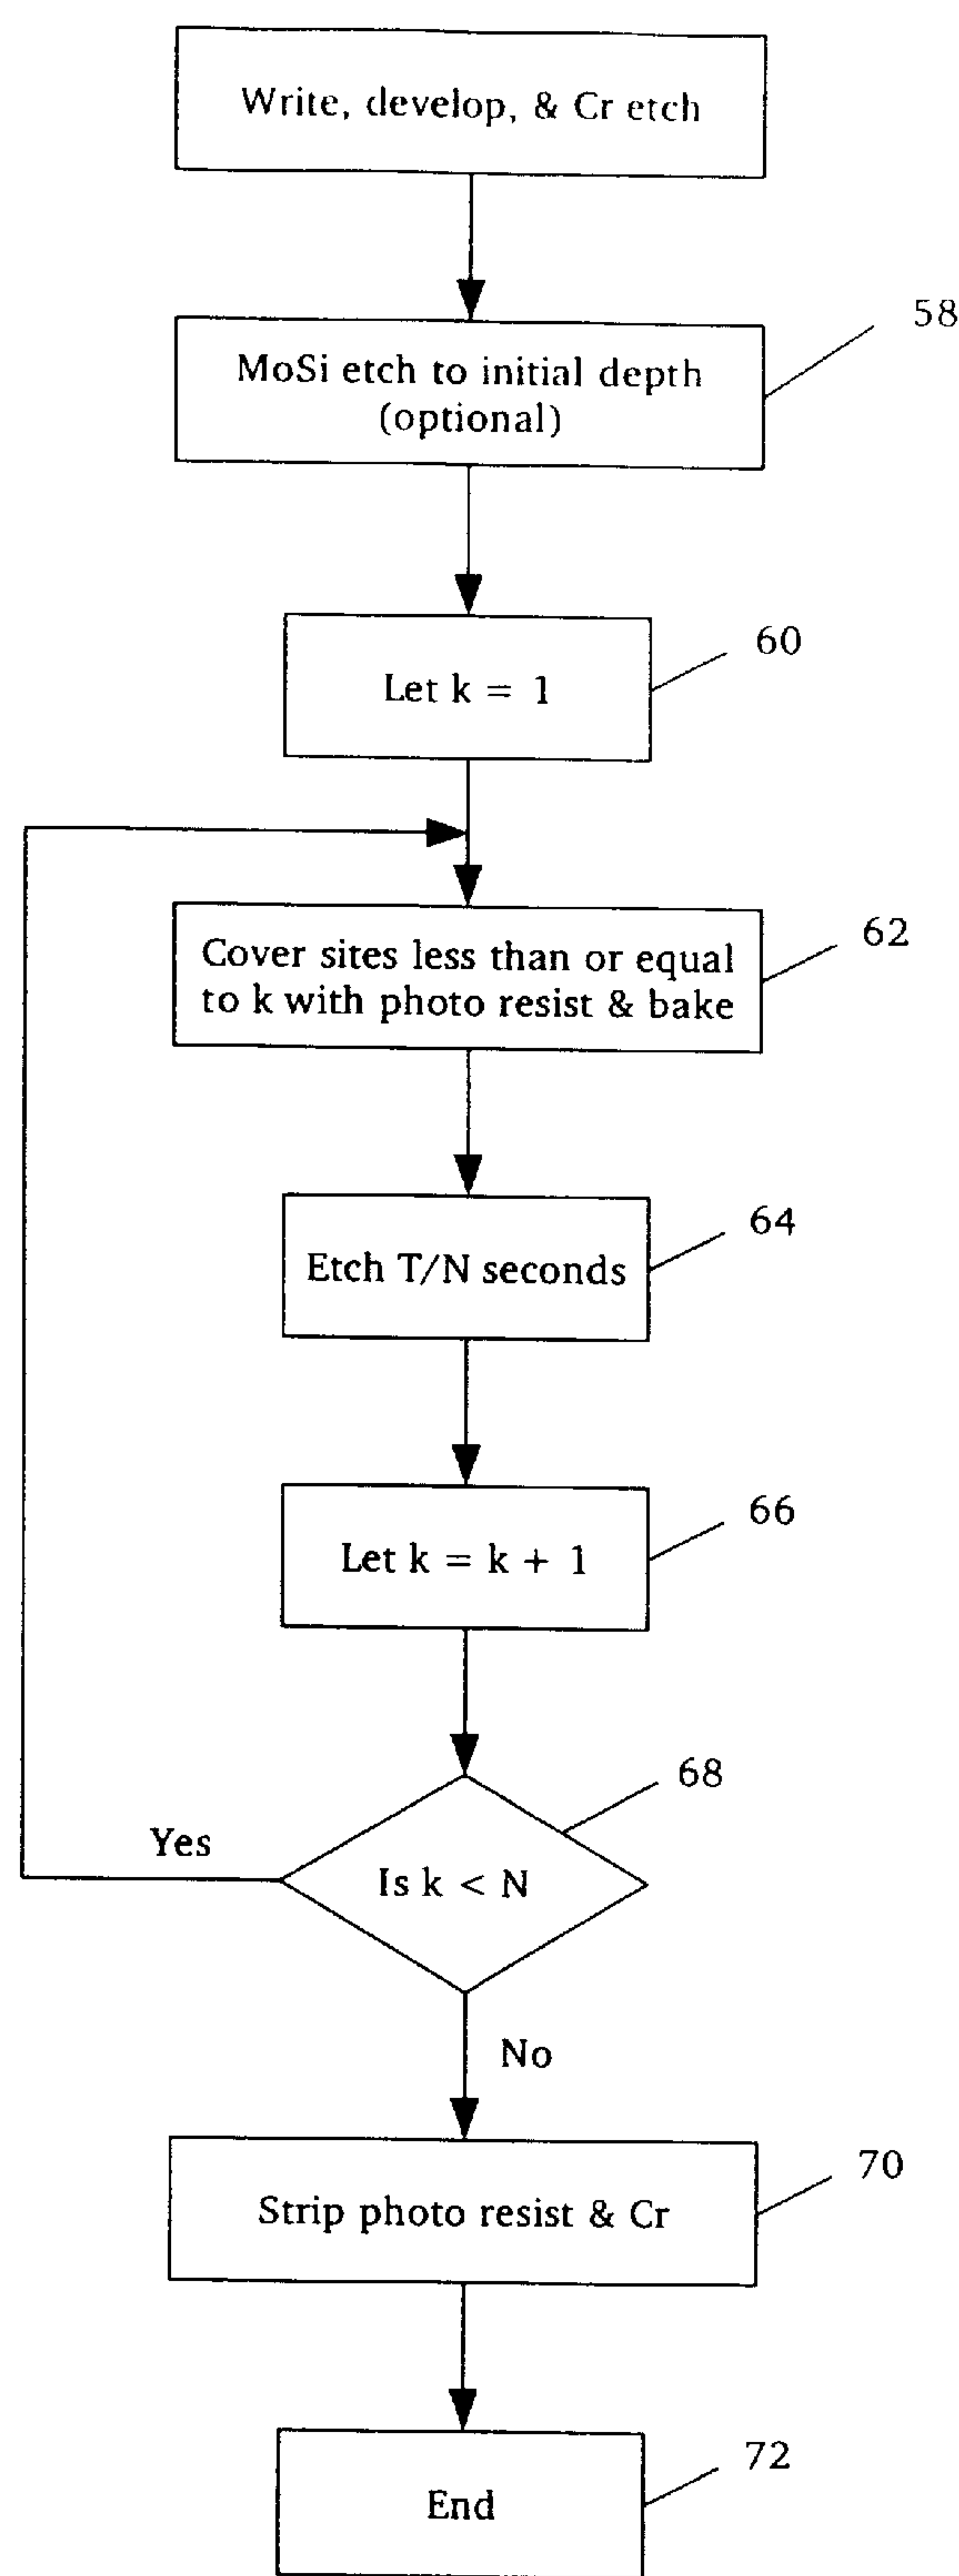 Write, develop, & Cr etch
58
MoSi etch to initial depth
(optional)
60
Let k = 1
62
Cover sites less than or equal
to k with photo resist & bake
64
Etch T/N seconds
66
Let k = k + 1
68
Yes
Is k < N
No
70
Strip photo resist & Cr
72
End